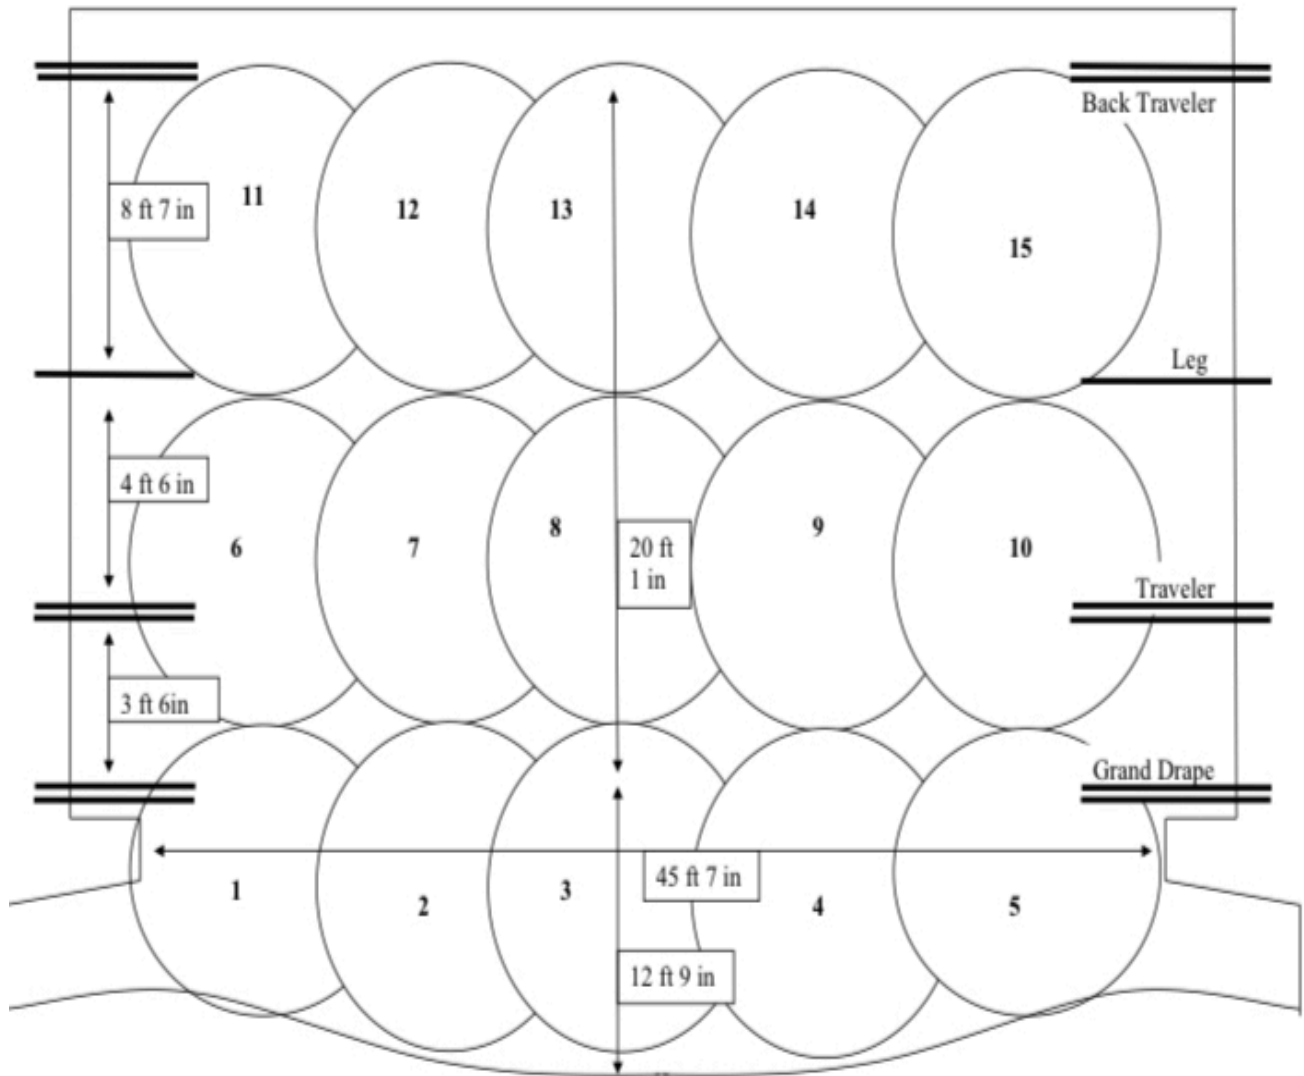 Back Traveler
11
12
13
14
15
8 ft 7 in
Leg
4 ft 6 in
6
7
8
9
10
20 ft
1 in
Traveler
3 ft 6in
Grand Drape
45 ft 7 in
1
2
3
4
5
12 ft 9 in